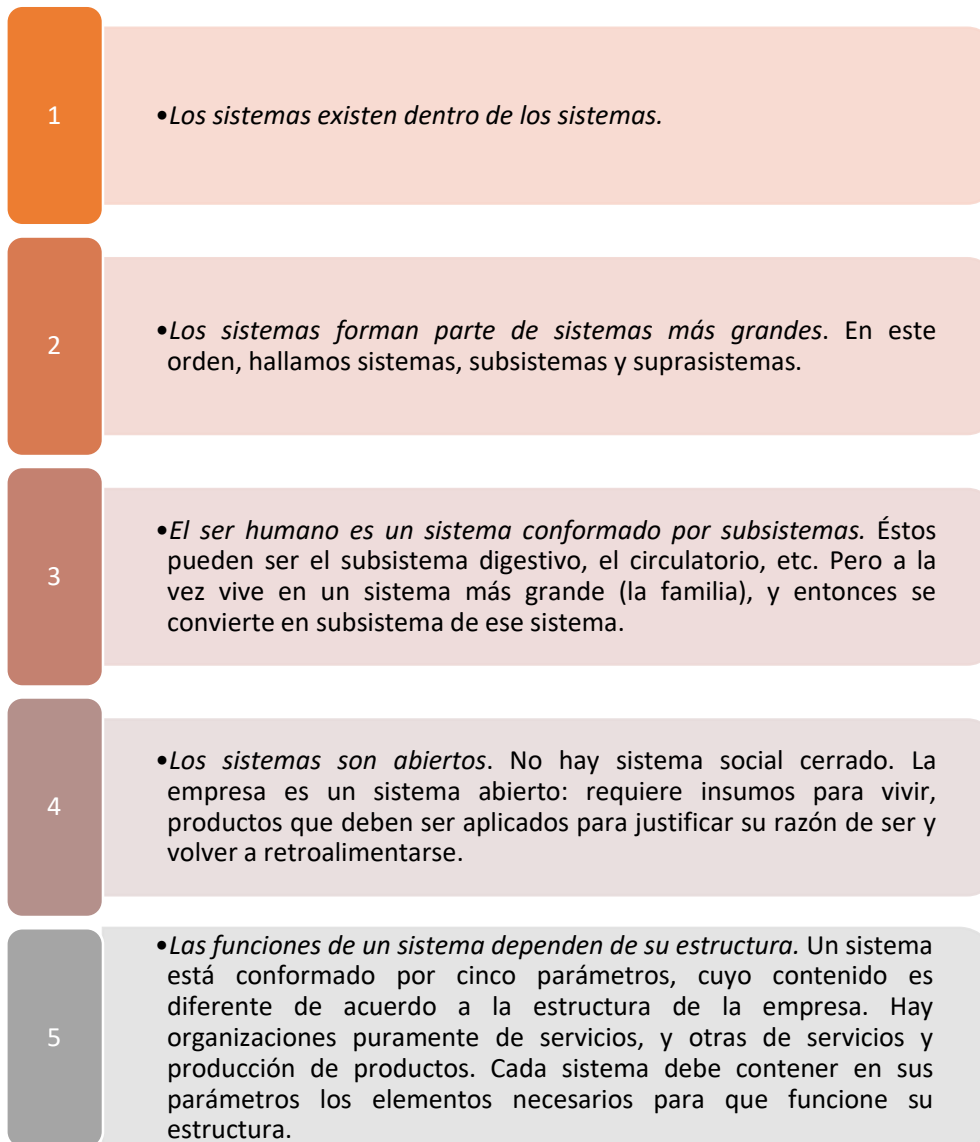 1
•Los sistemas existen dentro de los sistemas.
2
•Los sistemas forman parte de sistemas más grandes. En este
orden, hallamos sistemas, subsistemas y suprasistemas.
3
•El ser humano es un sistema conformado por subsistemas. Éstos
pueden ser el subsistema digestivo, el circulatorio, etc. Pero a la
vez vive en un sistema más grande (la familia), y entonces se
convierte en subsistema de ese sistema.
4
•Los sistemas son abiertos. No hay sistema social cerrado. La
empresa es un sistema abierto: requiere insumos para vivir,
productos que deben ser aplicados para justificar su razón de ser y
volver a retroalimentarse.
5
•Las funciones de un sistema dependen de su estructura. Un sistema
está conformado por cinco parámetros, cuyo contenido es
diferente de acuerdo a la estructura de la empresa. Hay
organizaciones puramente de servicios, y otras de servicios y
producción de productos. Cada sistema debe contener en sus
parámetros los elementos necesarios para que funcione su
estructura.